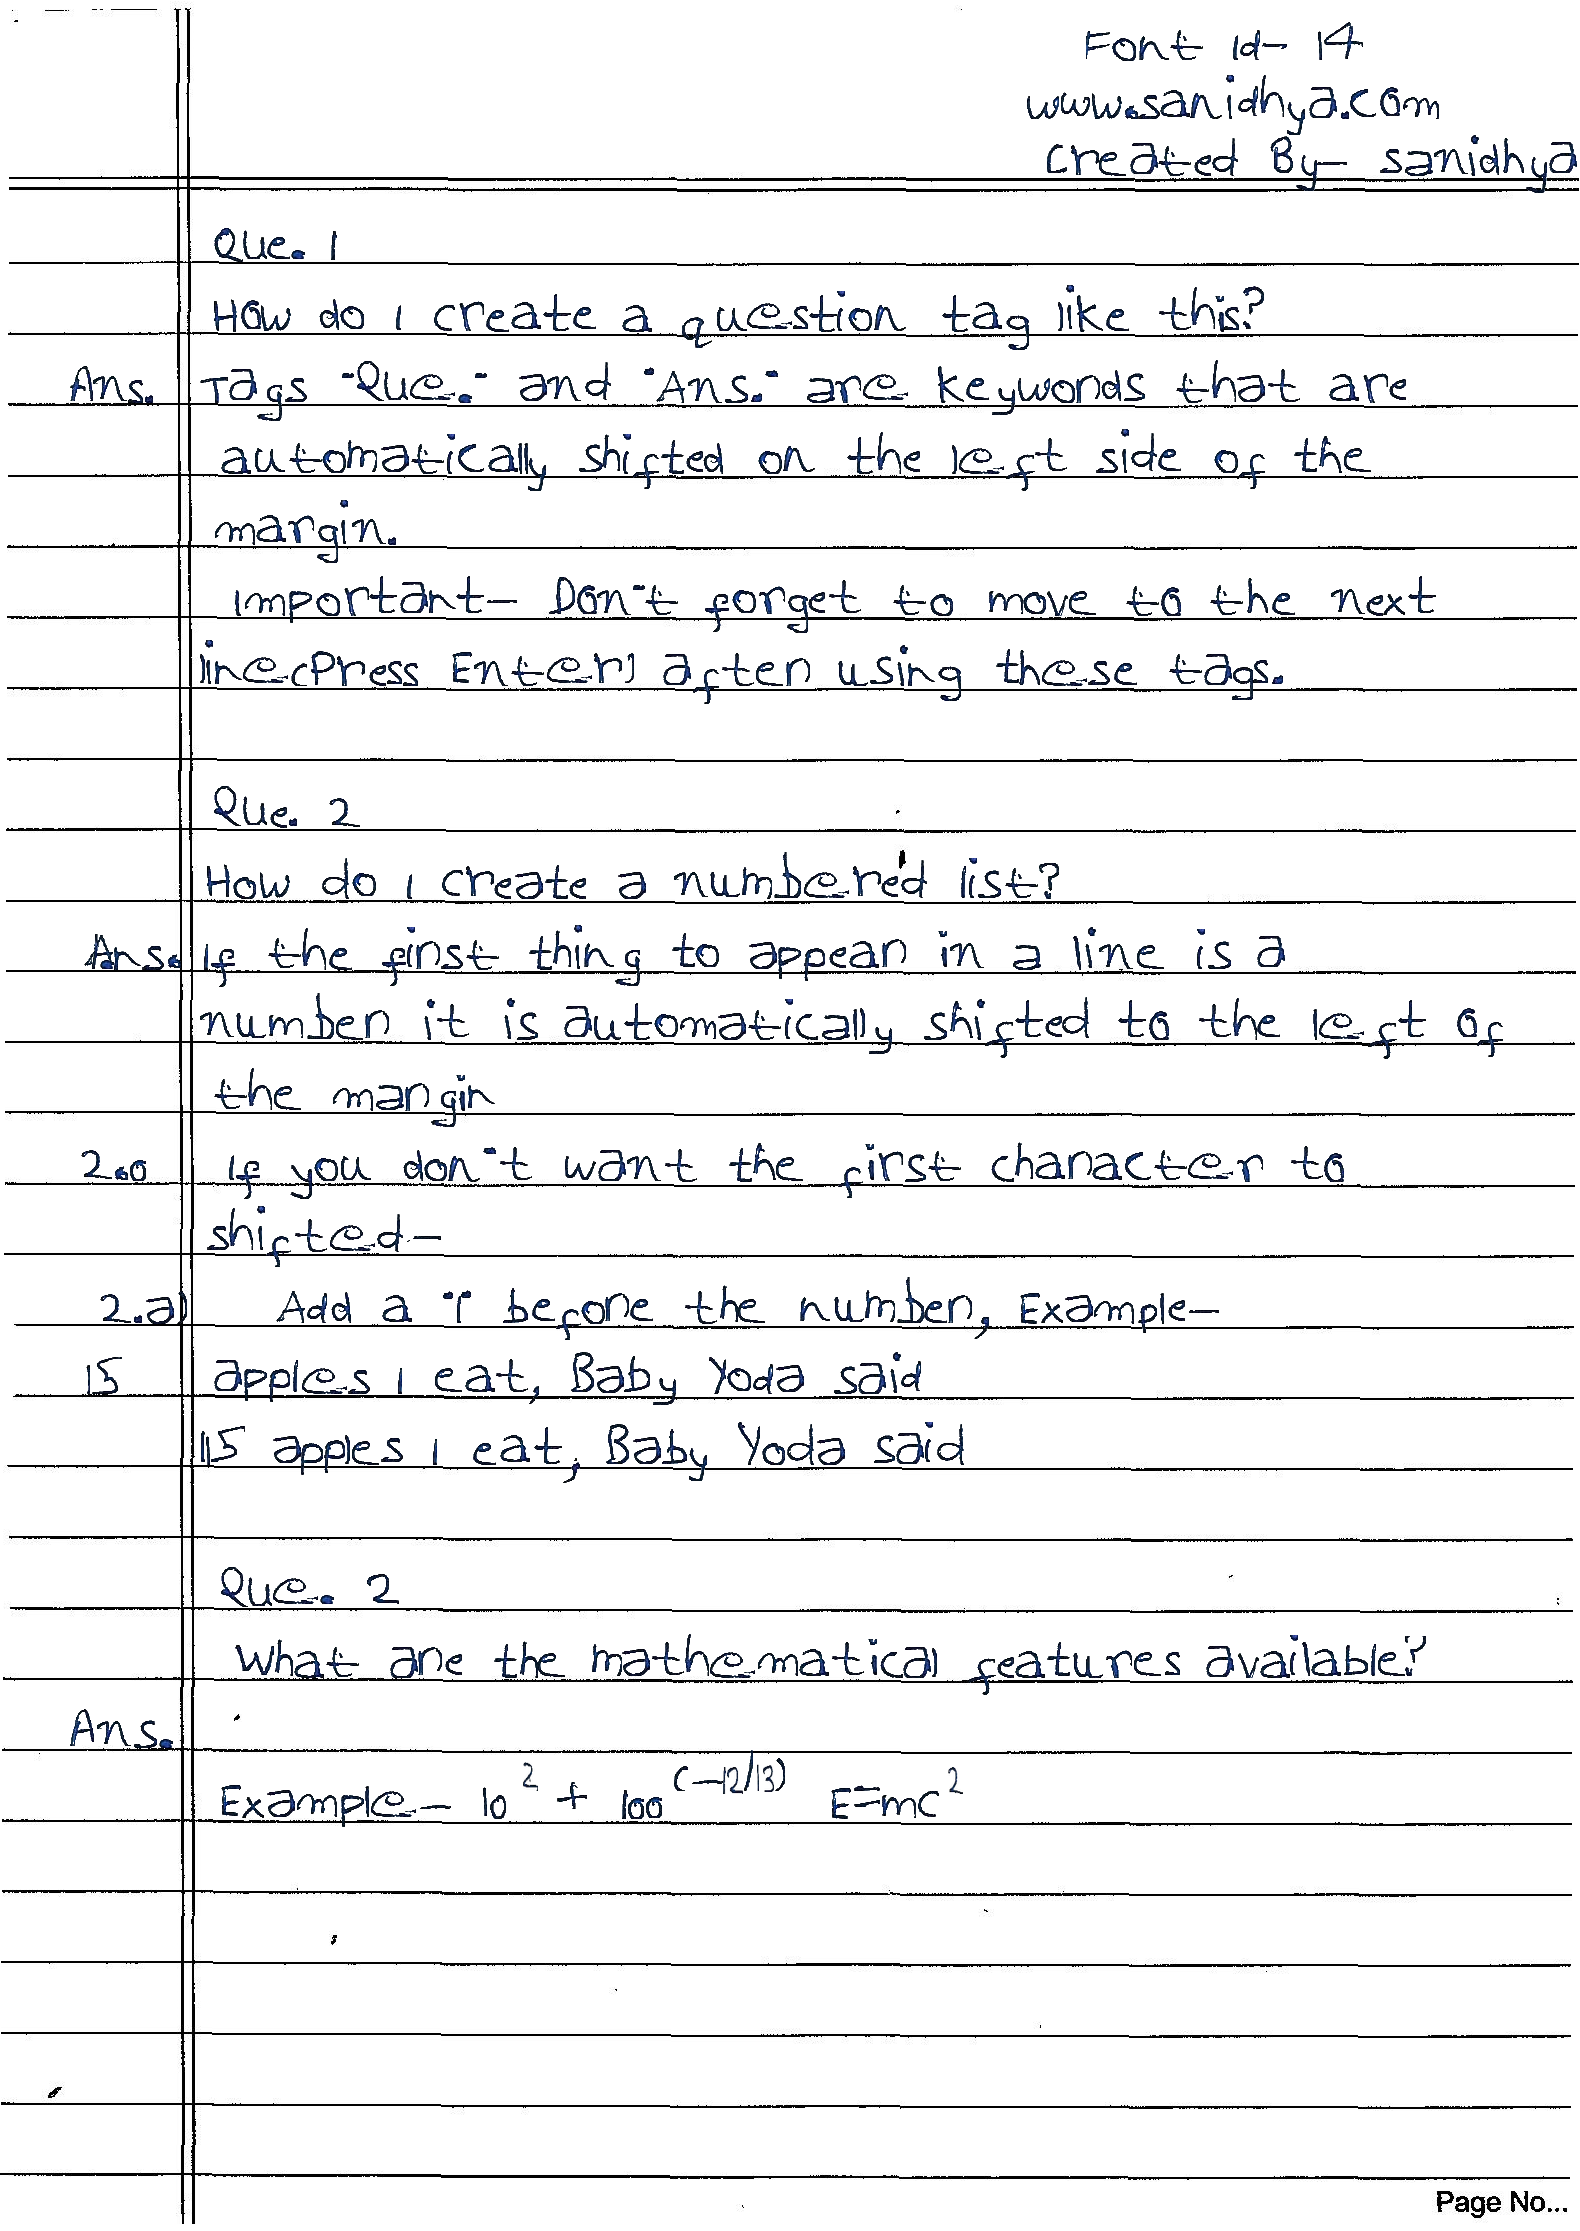 Font Id- 14
www.sanidhya.com
Created By- sanidhya
Que. 1
How do I create a question tag like this?
Ans. Tags "Que." and "Ans." are keywords that are
automatically shifted on the left side of the
margin.
Important- Don't forget to move to the next
line(Press Enter) after using these tags.
Que. 2
How do I create a numbered list?
Ans. If the first thing to appear in a line is a
number it is automatically shifted to the left of
the margin
2.0 If you don't want the first character to
shifted-
2.a) Add a "| before the number, Example-
15 apples I eat, Baby Yoda said
|15 apples I eat, Baby Yoda said
Que. 2
What are the mathematical features available?
Ans.
Example- 10² + 100^(-12/13) E=mc²
Page No...